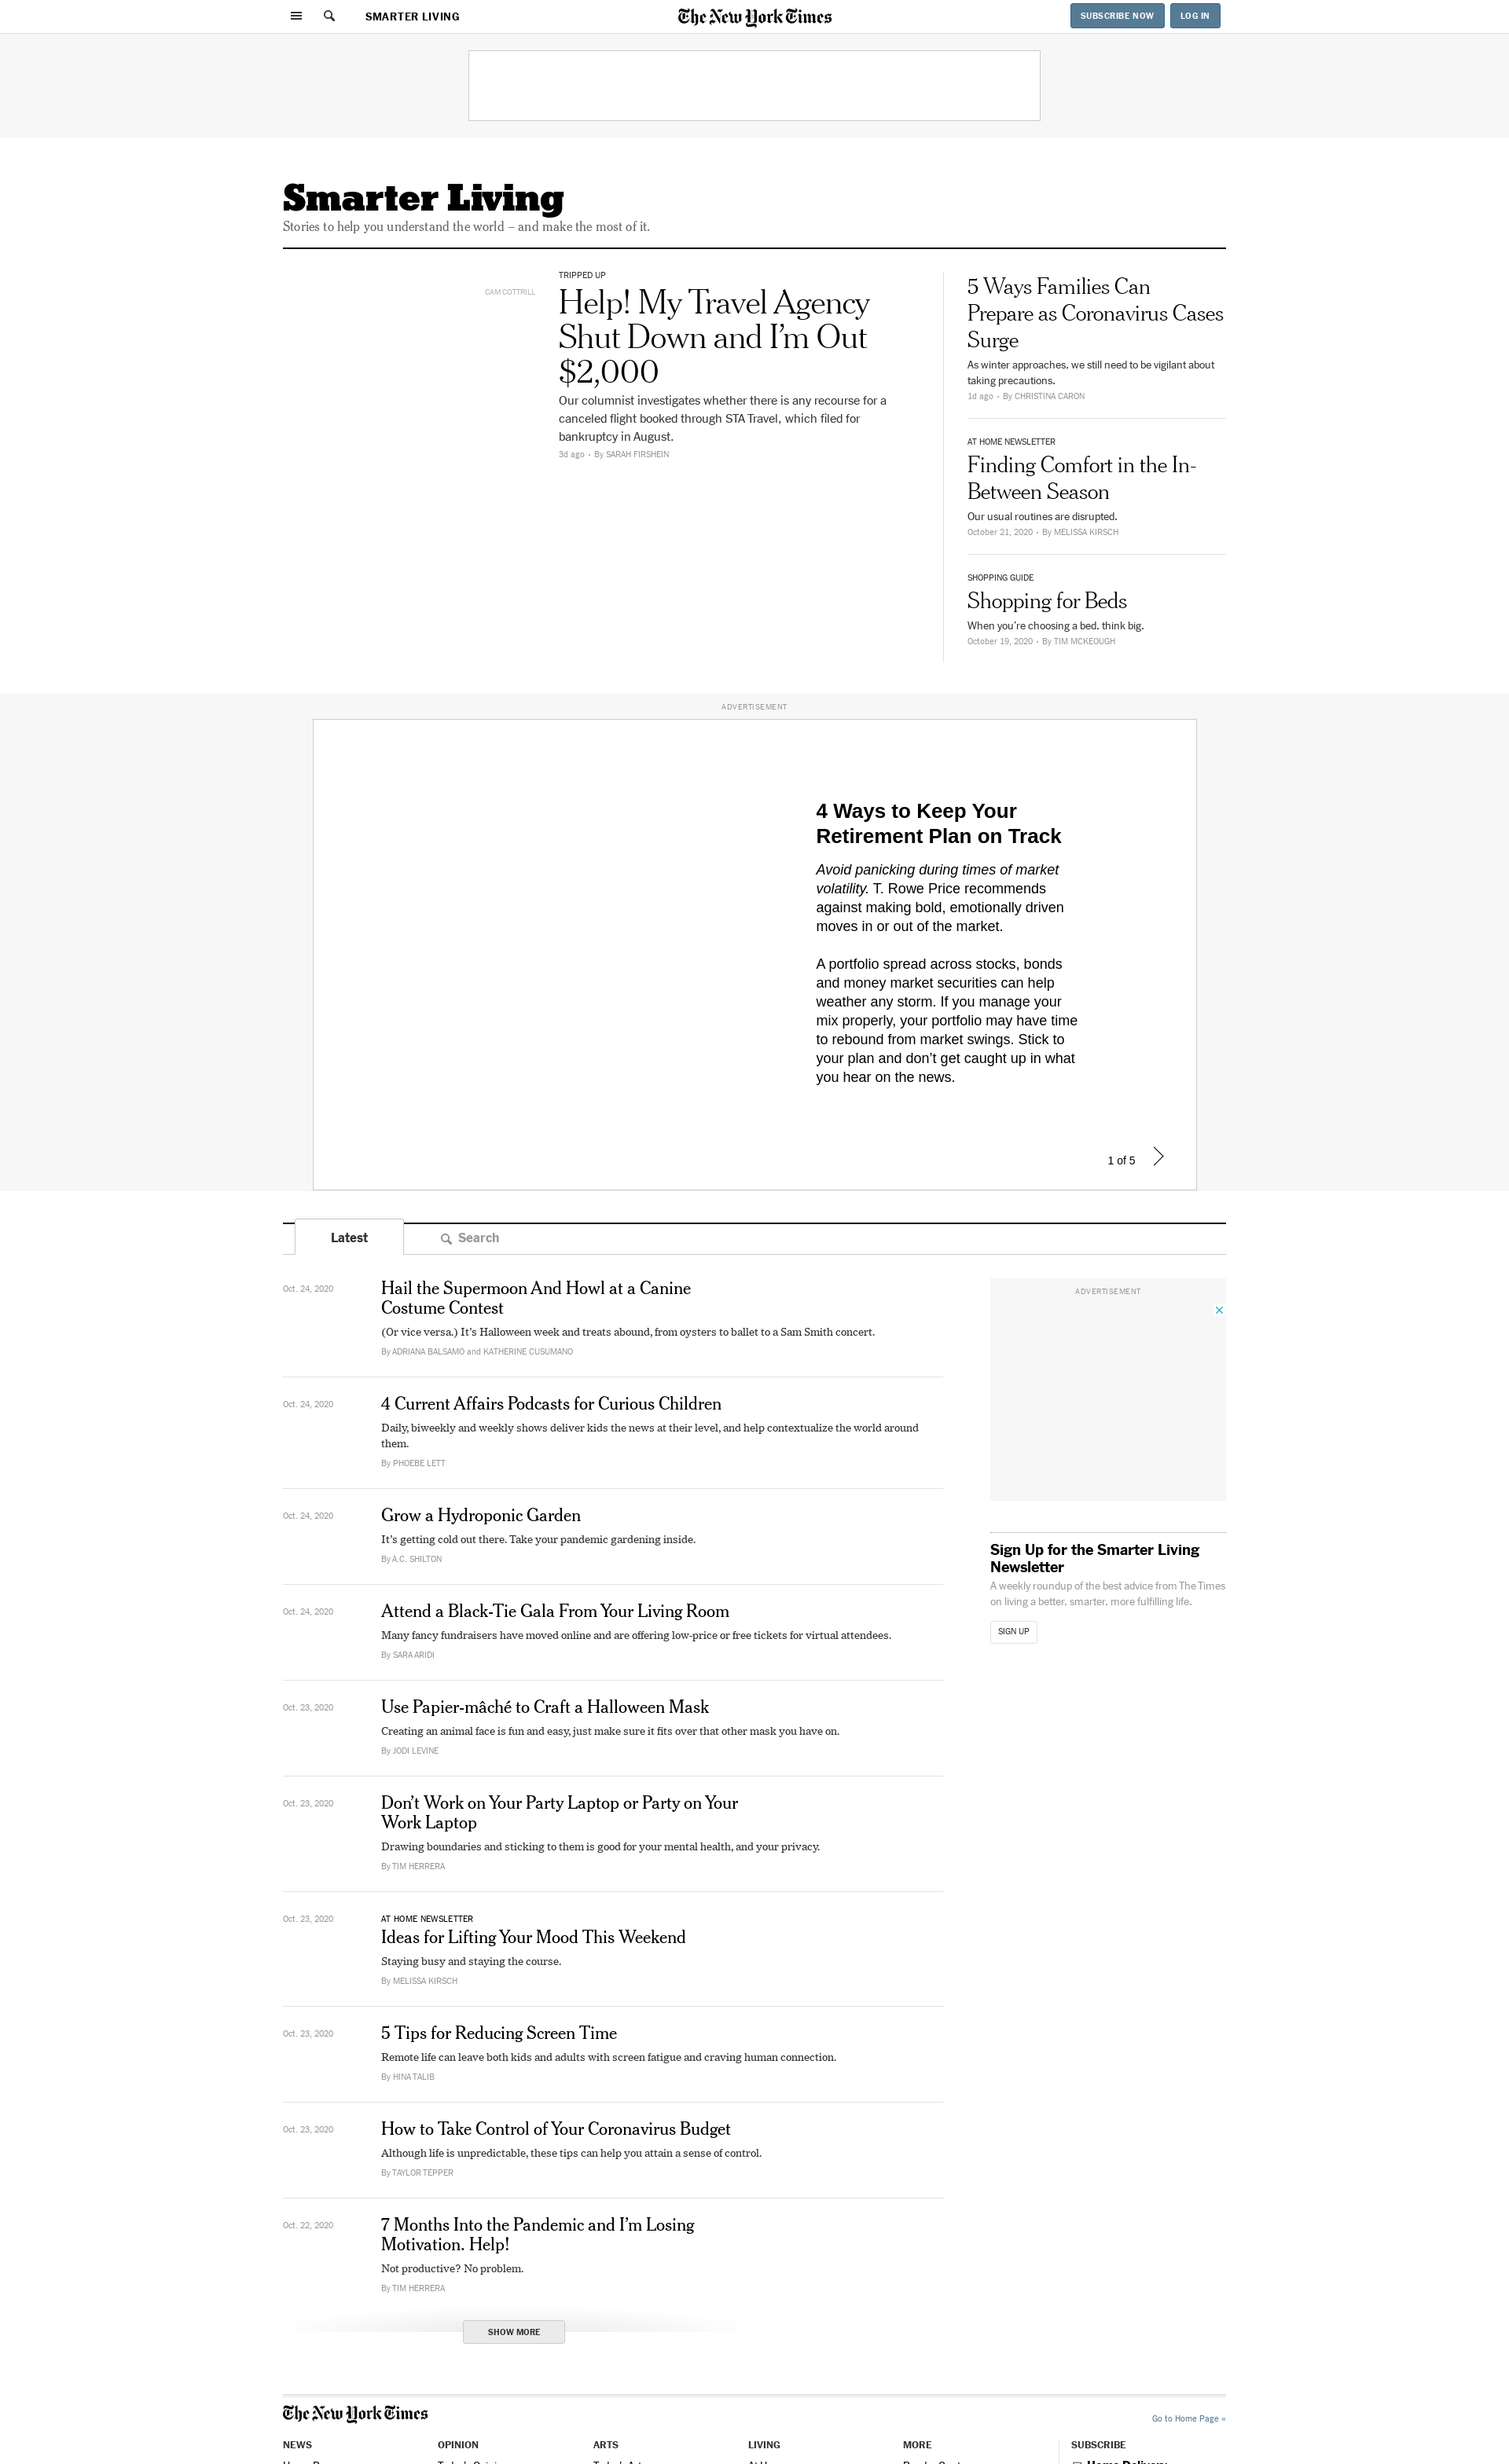 SMARTER LIVING
The New York Times
SUBSCRIBE NOW
LOG IN
Smarter Living
Stories to help you understand the world – and make the most of it.
CAM COTTRILL
TRIPPED UP
Help! My Travel Agency
Shut Down and I’m Out
$2,000
Our columnist investigates whether there is any recourse for a
canceled flight booked through STA Travel, which filed for
bankruptcy in August.
3d ago • By SARAH FIRSHEIN
5 Ways Families Can
Prepare as Coronavirus Cases
Surge
As winter approaches, we still need to be vigilant about
taking precautions.
1d ago • By CHRISTINA CARON
AT HOME NEWSLETTER
Finding Comfort in the In-
Between Season
Our usual routines are disrupted.
October 21, 2020 • By MELISSA KIRSCH
SHOPPING GUIDE
Shopping for Beds
When you’re choosing a bed, think big.
October 19, 2020 • By TIM MCKEOUGH
ADVERTISEMENT
4 Ways to Keep Your
Retirement Plan on Track
Avoid panicking during times of market
volatility. T. Rowe Price recommends
against making bold, emotionally driven
moves in or out of the market.
A portfolio spread across stocks, bonds
and money market securities can help
weather any storm. If you manage your
mix properly, your portfolio may have time
to rebound from market swings. Stick to
your plan and don’t get caught up in what
you hear on the news.
1 of 5
Latest
Search
Oct. 24, 2020
Hail the Supermoon And Howl at a Canine
Costume Contest
(Or vice versa.) It’s Halloween week and treats abound, from oysters to ballet to a Sam Smith concert.
By ADRIANA BALSAMO and KATHERINE CUSUMANO
Oct. 24, 2020
4 Current Affairs Podcasts for Curious Children
Daily, biweekly and weekly shows deliver kids the news at their level, and help contextualize the world around
them.
By PHOEBE LETT
Oct. 24, 2020
Grow a Hydroponic Garden
It’s getting cold out there. Take your pandemic gardening inside.
By A.C. SHILTON
Oct. 24, 2020
Attend a Black-Tie Gala From Your Living Room
Many fancy fundraisers have moved online and are offering low-price or free tickets for virtual attendees.
By SARA ARIDI
Oct. 23, 2020
Use Papier-mâché to Craft a Halloween Mask
Creating an animal face is fun and easy, just make sure it fits over that other mask you have on.
By JODI LEVINE
Oct. 23, 2020
Don’t Work on Your Party Laptop or Party on Your
Work Laptop
Drawing boundaries and sticking to them is good for your mental health, and your privacy.
By TIM HERRERA
Oct. 23, 2020
AT HOME NEWSLETTER
Ideas for Lifting Your Mood This Weekend
Staying busy and staying the course.
By MELISSA KIRSCH
Oct. 23, 2020
5 Tips for Reducing Screen Time
Remote life can leave both kids and adults with screen fatigue and craving human connection.
By HINA TALIB
Oct. 23, 2020
How to Take Control of Your Coronavirus Budget
Although life is unpredictable, these tips can help you attain a sense of control.
By TAYLOR TEPPER
Oct. 22, 2020
7 Months Into the Pandemic and I’m Losing
Motivation. Help!
Not productive? No problem.
By TIM HERRERA
SHOW MORE
ADVERTISEMENT
Sign Up for the Smarter Living
Newsletter
A weekly roundup of the best advice from The Times
on living a better, smarter, more fulfilling life.
SIGN UP
The New York Times
Go to Home Page »
NEWS
OPINION
ARTS
LIVING
MORE
SUBSCRIBE